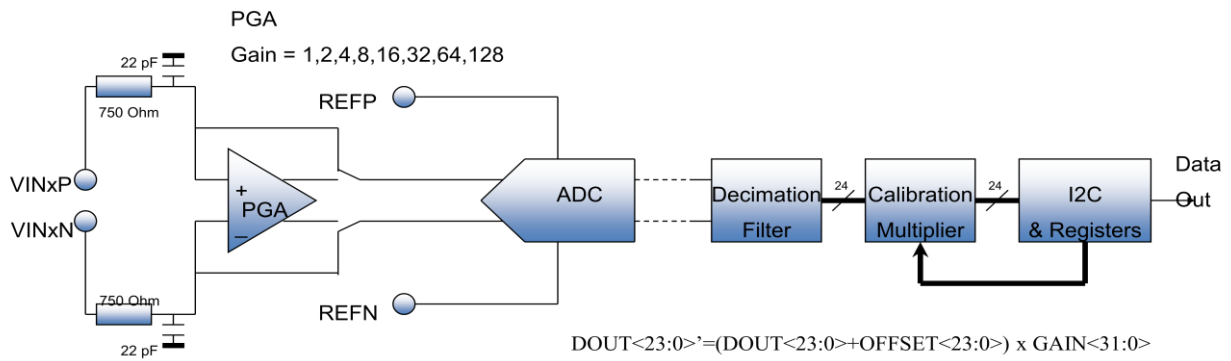 PGA
Gain = 1,2,4,8,16,32,64,128
22 pF
750 Ohm
REFP
VINxP
VINxN
+
PGA
–
ADC
Decimation
Filter
24
Calibration
Multiplier
24
I2C
& Registers
Data
Out
750 Ohm
22 pF
REFN
DOUT<23:0>’=(DOUT<23:0>+OFFSET<23:0>) x GAIN<31:0>